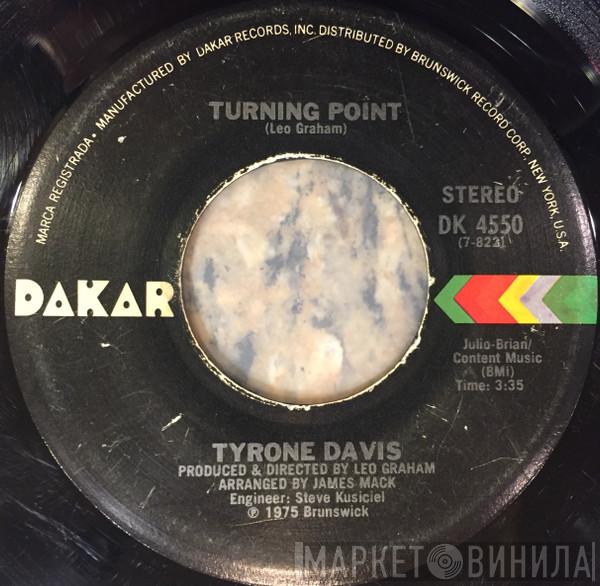 MARCA REGISTRADA • MANUFACTURED BY DAKAR RECORDS, INC. DISTRIBUTED BY BRUNSWICK RECORD CORP. NEW YORK, U.S.A.
TURNING POINT
(Leo Graham)
STEREO
DK 4550
(7-8221
DAKAR
Julio-Brian/
Content Music
(BMI)
Time: 3:35
TYRONE DAVIS
PRODUCED & DIRECTED BY LEO GRAHAM
ARRANGED BY JAMES MACK
Engineer: Steve Kusiciel
℗ 1975 Brunswick
МАРКЕТ ВИНИЛА